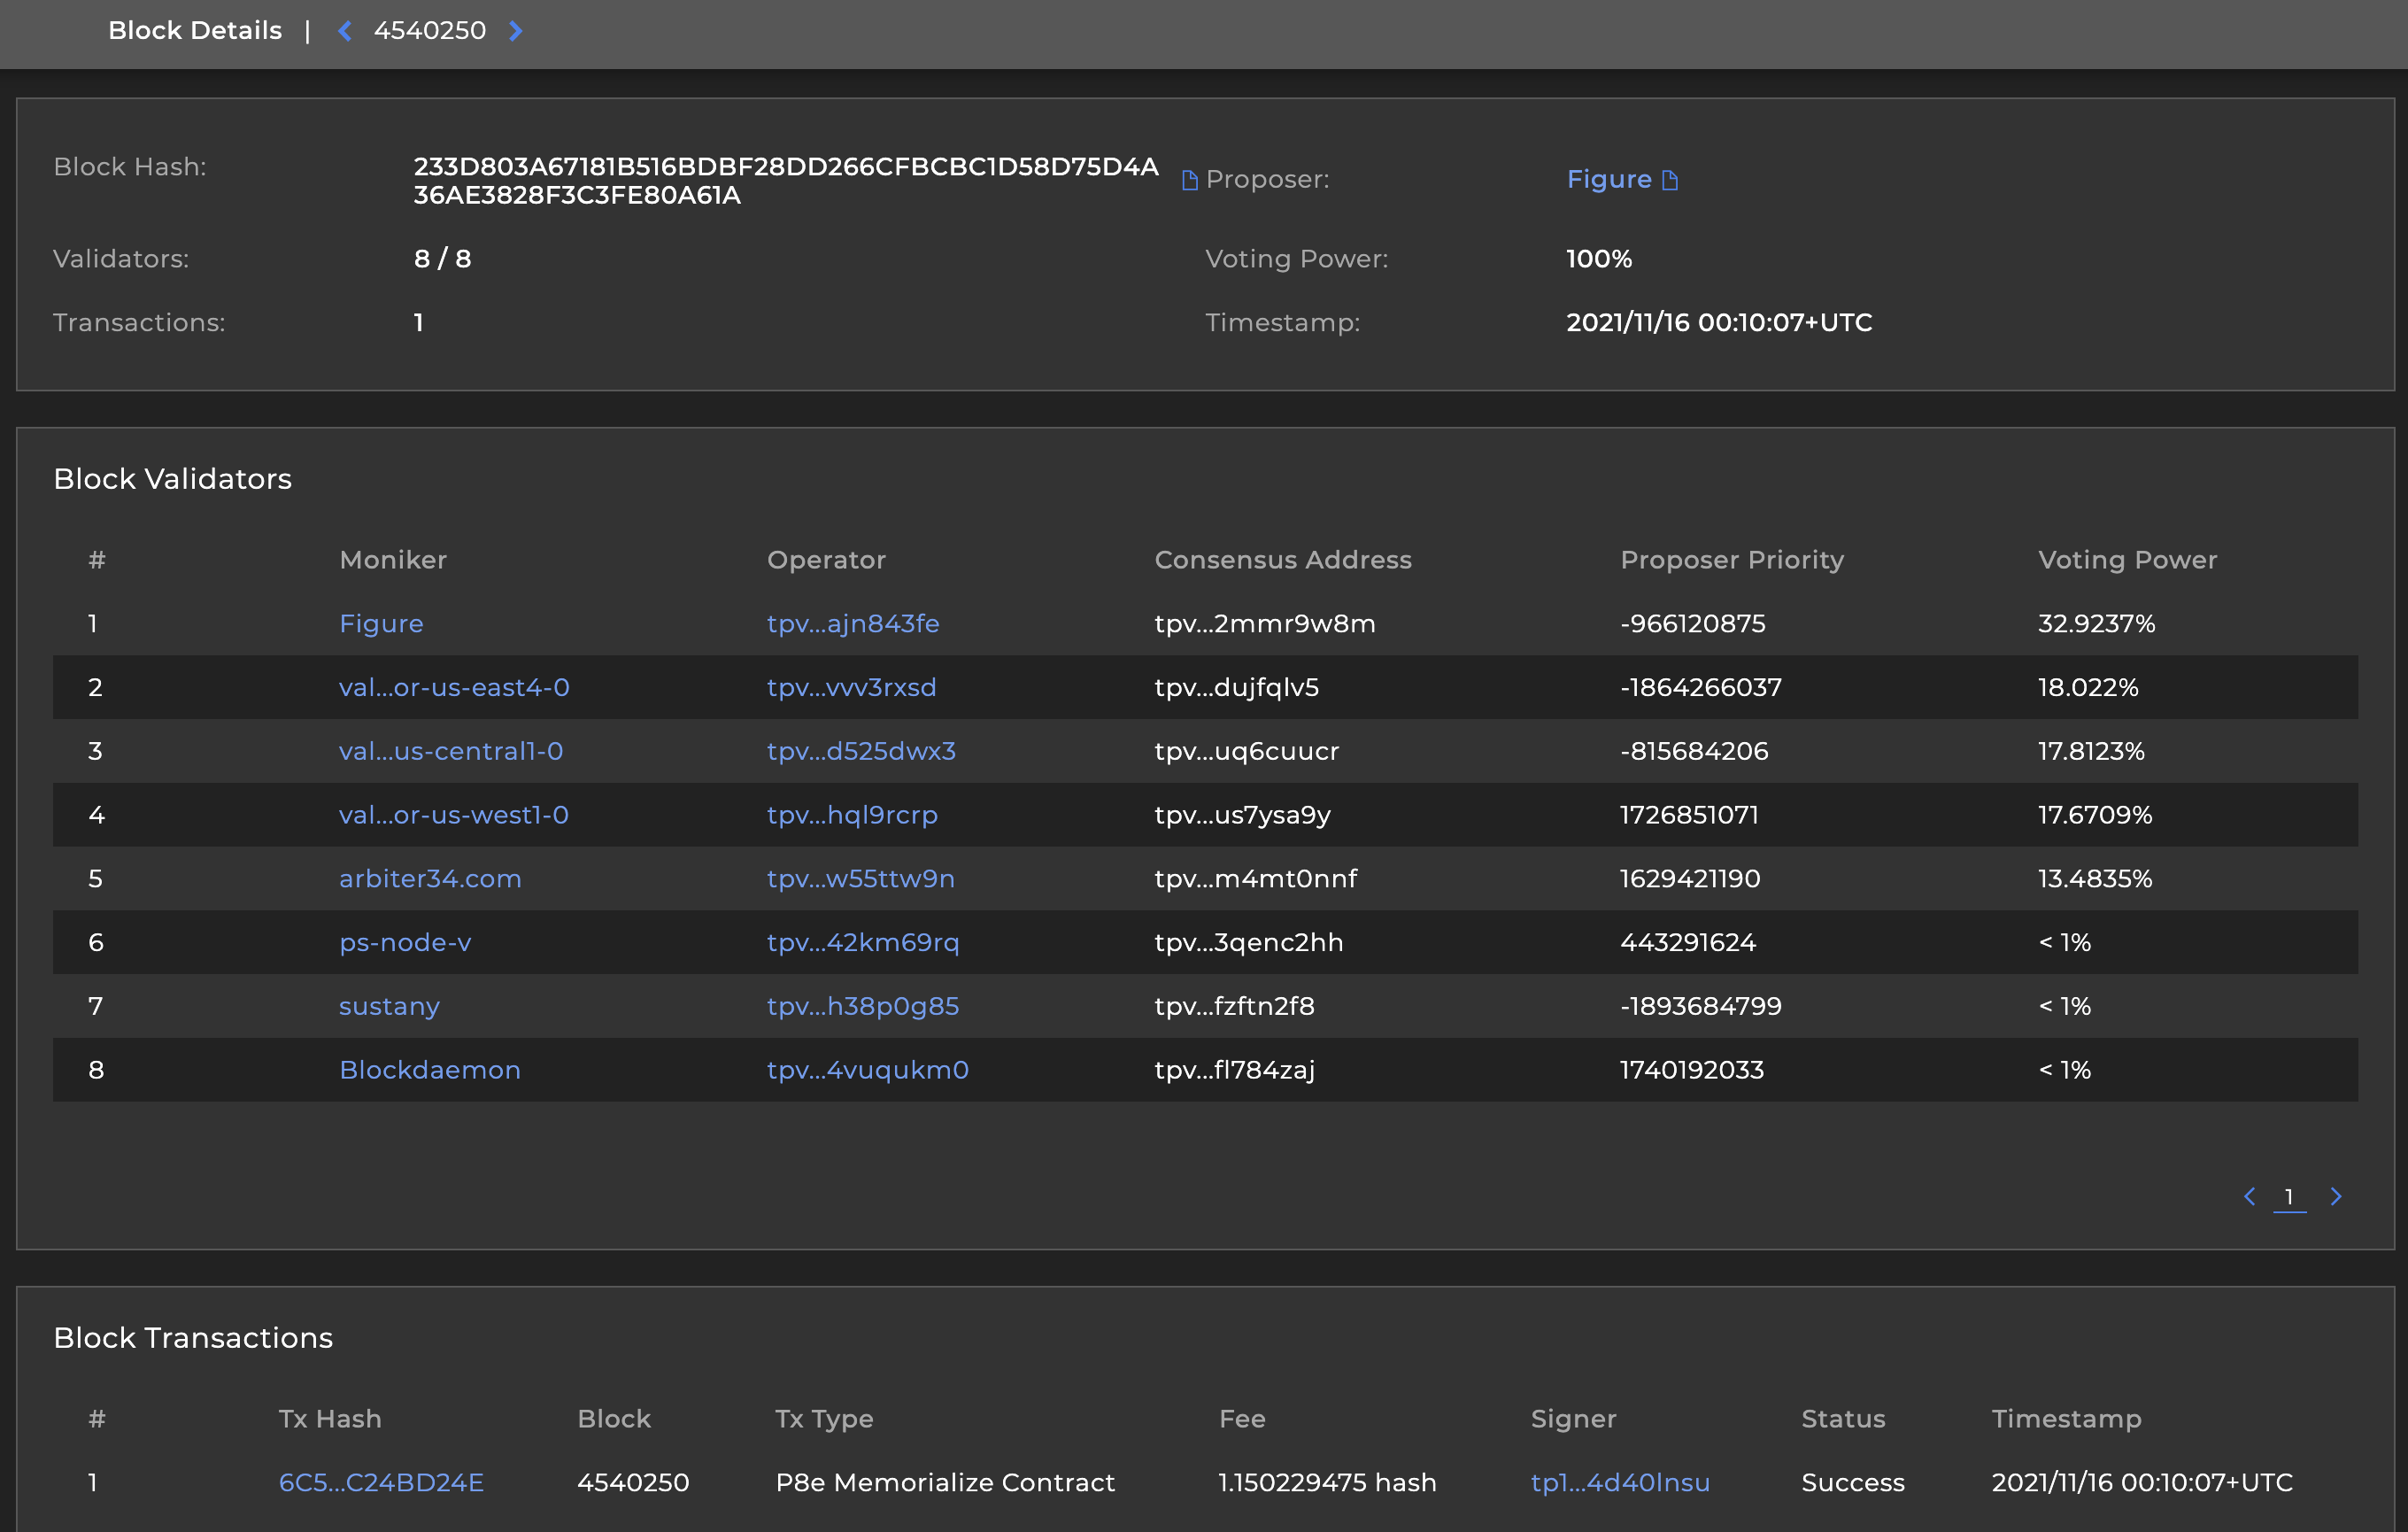 Block Details | 4540250
Block Hash: 233D803A67181B516BDBF28DD266CFBCBC1D58D75D4A
36AE3828F3C3FE80A61A
Proposer: Figure
Validators: 8 / 8
Voting Power: 100%
Transactions: 1
Timestamp: 2021/11/16 00:10:07+UTC
Block Validators
# Moniker Operator Consensus Address Proposer Priority Voting Power
1 Figure tpv...ajn843fe tpv...2mmr9w8m -966120875 32.9237%
2 val...or-us-east4-0 tpv...vvv3rxsd tpv...dujfqlv5 -1864266037 18.022%
3 val...us-central1-0 tpv...d525dwx3 tpv...uq6cuucr -815684206 17.8123%
4 val...or-us-west1-0 tpv...hql9rcrp tpv...us7ysa9y 1726851071 17.6709%
5 arbiter34.com tpv...w55ttw9n tpv...m4mt0nnf 1629421190 13.4835%
6 ps-node-v tpv...42km69rq tpv...3qenc2hh 443291624 < 1%
7 sustany tpv...h38p0g85 tpv...fzftn2f8 -1893684799 < 1%
8 Blockdaemon tpv...4vuqukm0 tpv...fl784zaj 1740192033 < 1%
1
Block Transactions
# Tx Hash Block Tx Type Fee Signer Status Timestamp
1 6C5...C24BD24E 4540250 P8e Memorialize Contract 1.150229475 hash tp1...4d40lnsu Success 2021/11/16 00:10:07+UTC